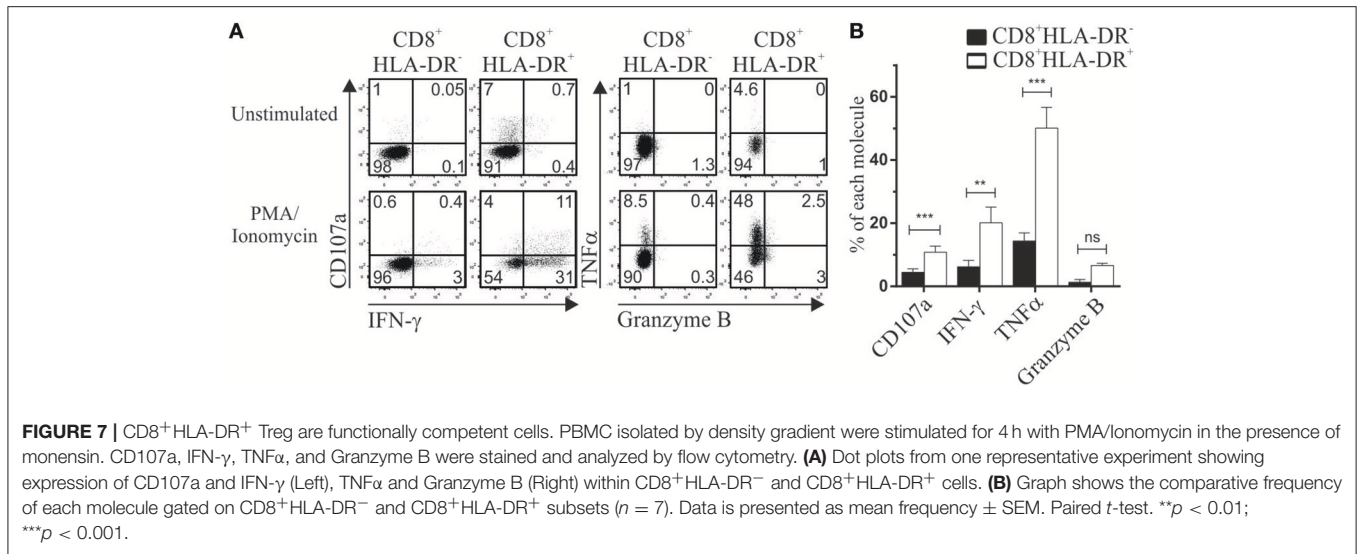 A
CD8+ HLA-DR-
CD8+ HLA-DR+
CD8+ HLA-DR-
CD8+ HLA-DR+
Unstimulated
1 0.05
98 0.1
7 0.7
91 0.4
1 0
97 1.3
4.6 0
94 1
PMA/
Ionomycin
0.6 0.4
96 3
4 11
54 31
8.5 0.4
90 0.3
48 2.5
46 3
CD107a
IFN-γ
TNFα
Granzyme B
B
CD8+HLA-DR-
CD8+HLA-DR+
% of each molecule
60
40
20
0
***
**
***
ns
CD107a
IFN-γ
TNFα
Granzyme B
FIGURE 7 | CD8+HLA-DR+ Treg are functionally competent cells. PBMC isolated by density gradient were stimulated for 4 h with PMA/Ionomycin in the presence of
monensin. CD107a, IFN-γ, TNFα, and Granzyme B were stained and analyzed by flow cytometry. (A) Dot plots from one representative experiment showing
expression of CD107a and IFN-γ (Left), TNFα and Granzyme B (Right) within CD8+HLA-DR− and CD8+HLA-DR+ cells. (B) Graph shows the comparative frequency
of each molecule gated on CD8+HLA-DR− and CD8+HLA-DR+ subsets (n = 7). Data is presented as mean frequency ± SEM. Paired t-test. **p < 0.01;
***p < 0.001.